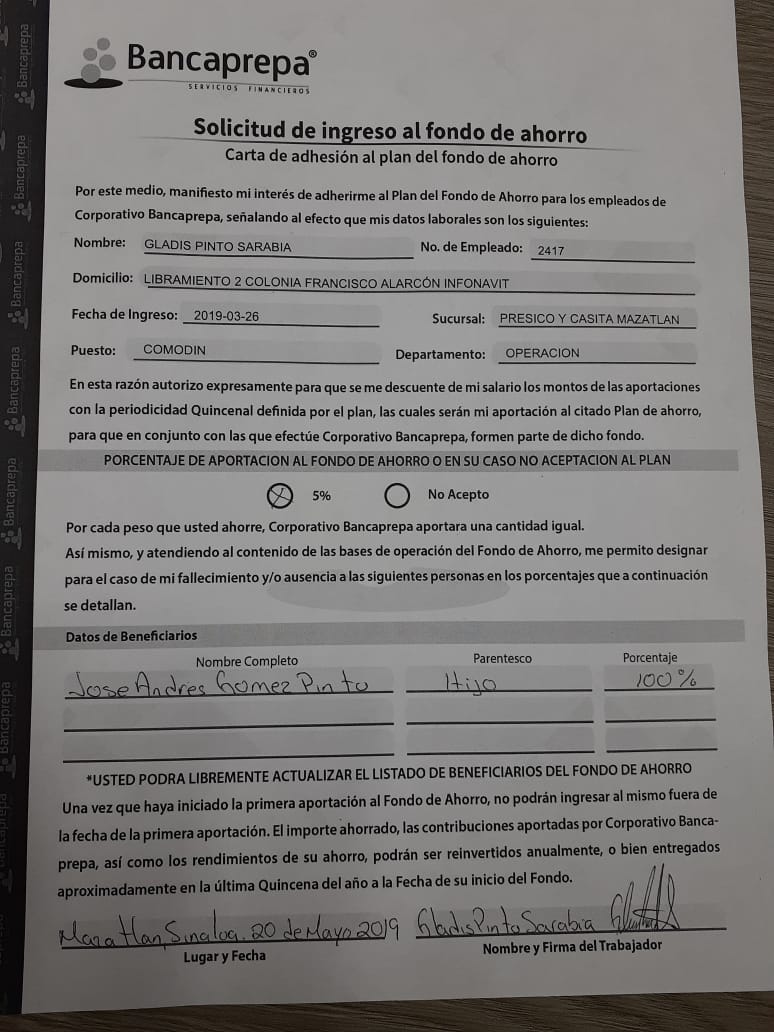 Bancaprepa®
SERVICIOS FINANCIEROS
Solicitud de ingreso al fondo de ahorro
Carta de adhesión al plan del fondo de ahorro
Por este medio, manifiesto mi interés de adherirme al Plan del Fondo de Ahorro para los empleados de
Corporativo Bancaprepa, señalando al efecto que mis datos laborales son los siguientes:
Nombre: GLADIS PINTO SARABIA No. de Empleado: 2417
Domicilio: LIBRAMIENTO 2 COLONIA FRANCISCO ALARCÓN INFONAVIT
Fecha de Ingreso: 2019-03-26 Sucursal: PRESICO Y CASITA MAZATLAN
Puesto: COMODIN Departamento: OPERACION
En esta razón autorizo expresamente para que se me descuente de mi salario los montos de las aportaciones
con la periodicidad Quincenal definida por el plan, las cuales serán mi aportación al citado Plan de ahorro,
para que en conjunto con las que efectúe Corporativo Bancaprepa, formen parte de dicho fondo.
PORCENTAJE DE APORTACION AL FONDO DE AHORRO O EN SU CASO NO ACEPTACION AL PLAN
5% No Acepto
Por cada peso que usted ahorre, Corporativo Bancaprepa aportara una cantidad igual.
Así mismo, y atendiendo al contenido de las bases de operación del Fondo de Ahorro, me permito designar
para el caso de mi fallecimiento y/o ausencia a las siguientes personas en los porcentajes que a continuación
se detallan.
Datos de Beneficiarios
Nombre Completo Parentesco Porcentaje
Jose Andres Gomez Pinto Hijo 100%
*USTED PODRA LIBREMENTE ACTUALIZAR EL LISTADO DE BENEFICIARIOS DEL FONDO DE AHORRO
Una vez que haya iniciado la primera aportación al Fondo de Ahorro, no podrán ingresar al mismo fuera de
la fecha de la primera aportación. El importe ahorrado, las contribuciones aportadas por Corporativo Banca-
prepa, así como los rendimientos de su ahorro, podrán ser reinvertidos anualmente, o bien entregados
aproximadamente en la última Quincena del año a la Fecha de su inicio del Fondo.
Mazatlan, Sinaloa. 20 de Mayo 2019 Gladis Pinto Sarabia
Lugar y Fecha Nombre y Firma del Trabajador
Bancaprepa
Bancaprepa
Bancaprepa
Bancaprepa
Bancaprepa
Bancaprepa
Bancaprepa